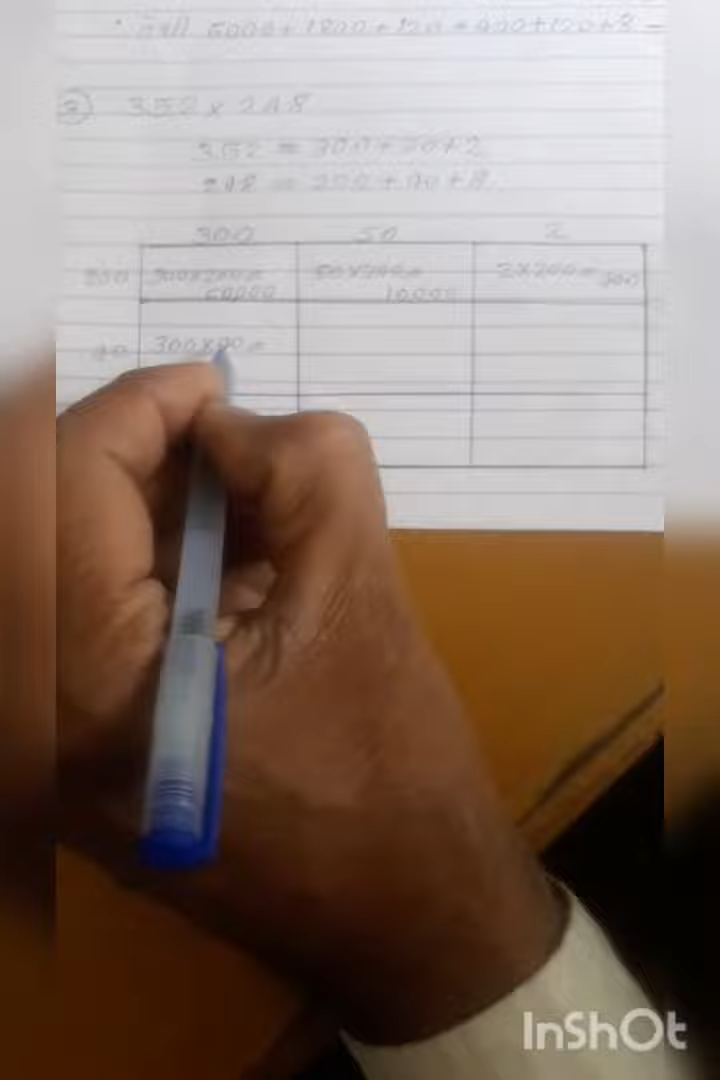 3) 352 x 248
352 = 300 + 50 + 2
248 = 200 + 40 + 8
300 50 2
200 300x200= 60000 50x200= 10000 2x200=
40 300x40=
InShOt